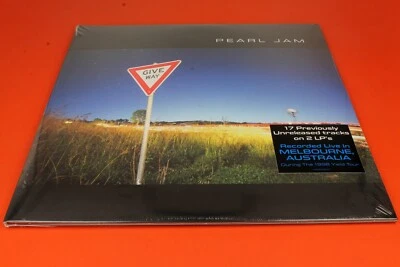 PEARL JAM
GIVE
WAY
17 Previously
Unreleased tracks
on 2 LP's
Recorded Live in
MELBOURNE,
AUSTRALIA
During The 1998 Yield Tour